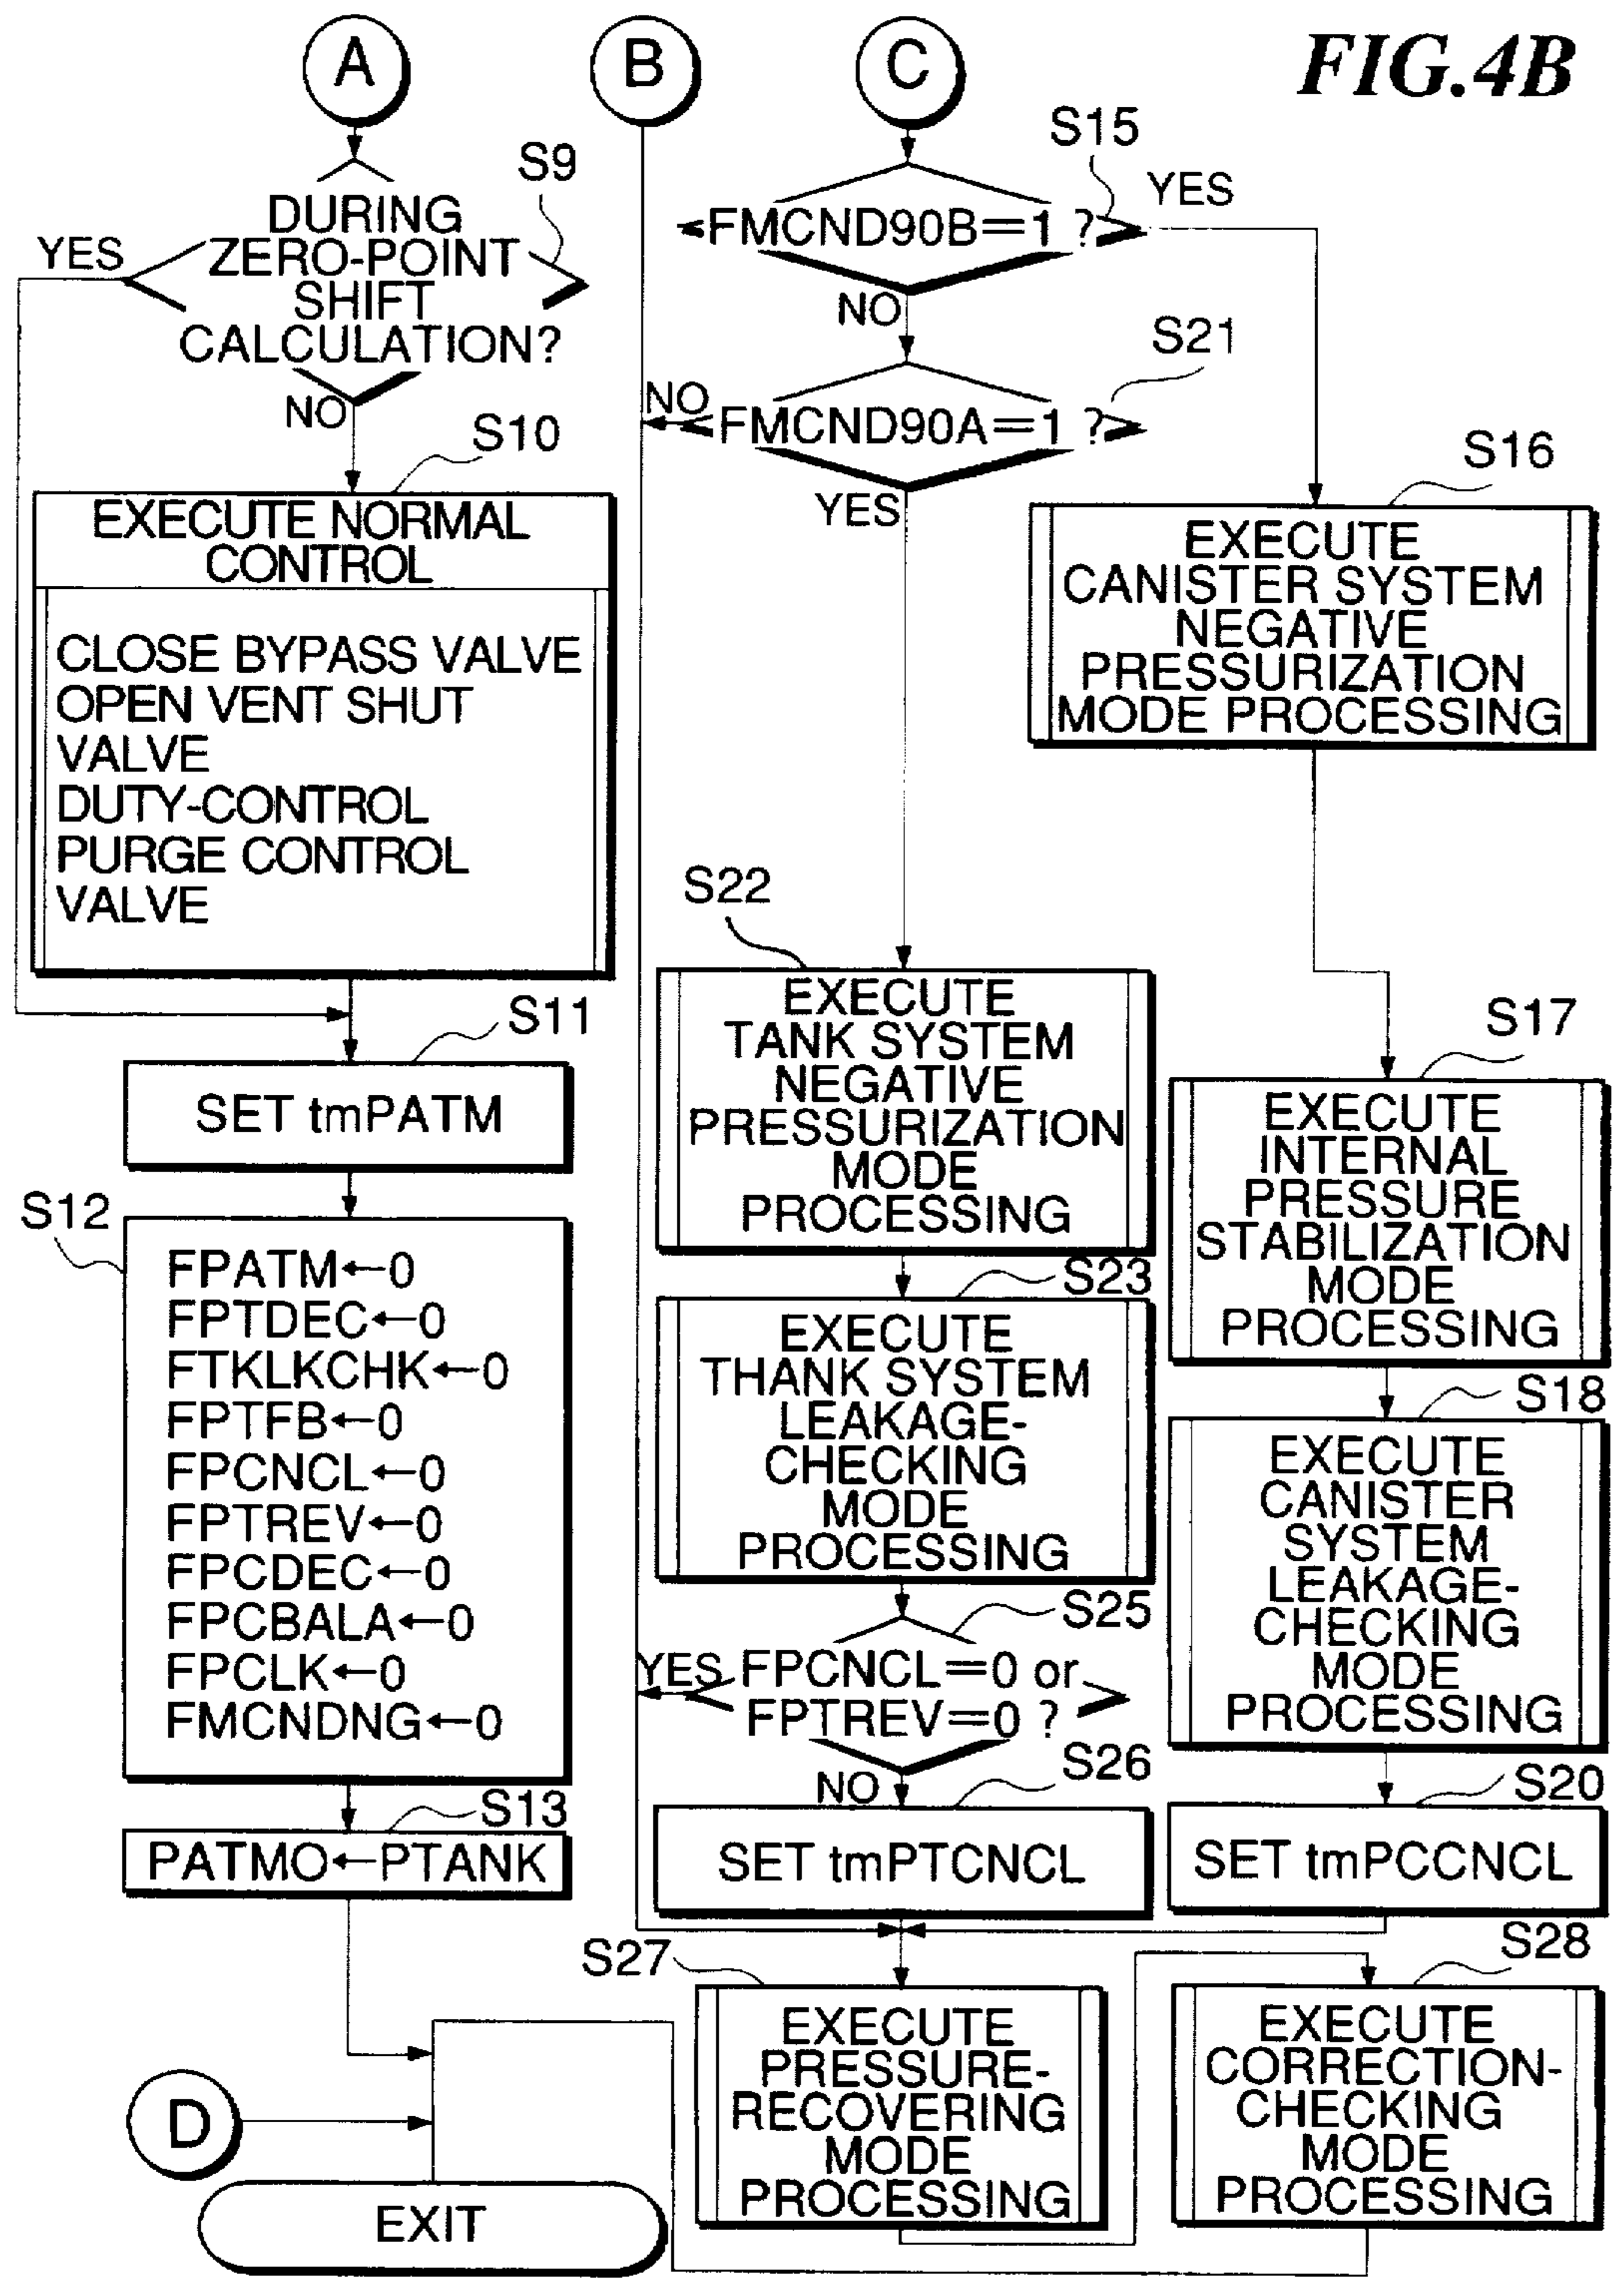 FIG.4B
A
B
C
S9
DURING
ZERO-POINT
SHIFT
CALCULATION?
YES
NO
S10
EXECUTE NORMAL
CONTROL
CLOSE BYPASS VALVE
OPEN VENT SHUT
VALVE
DUTY-CONTROL
PURGE CONTROL
VALVE
S11
SET tmPATM
S12
FPATM←0
FPTDEC←0
FTKLKCHK←0
FPTFB←0
FPCNCL←0
FPTREV←0
FPCDEC←0
FPCBALA←0
FPCLK←0
FMCNDNG←0
S13
PATMO←PTANK
D
EXIT
S15
FMCND90B=1 ?
YES
NO
S21
NO
FMCND90A=1 ?
YES
S16
EXECUTE
CANISTER SYSTEM
NEGATIVE
PRESSURIZATION
MODE PROCESSING
S22
EXECUTE
TANK SYSTEM
NEGATIVE
PRESSURIZATION
MODE
PROCESSING
S23
EXECUTE
THANK SYSTEM
LEAKAGE-
CHECKING
MODE
PROCESSING
S25
YES
FPCNCL=0 or
FPTREV=0 ?
NO
S26
SET tmPTCNCL
S17
EXECUTE
INTERNAL
PRESSURE
STABILIZATION
MODE
PROCESSING
S18
EXECUTE
CANISTER
SYSTEM
LEAKAGE-
CHECKING
MODE
PROCESSING
S20
SET tmPCCNCL
S27
EXECUTE
PRESSURE-
RECOVERING
MODE
PROCESSING
S28
EXECUTE
CORRECTION-
CHECKING
MODE
PROCESSING